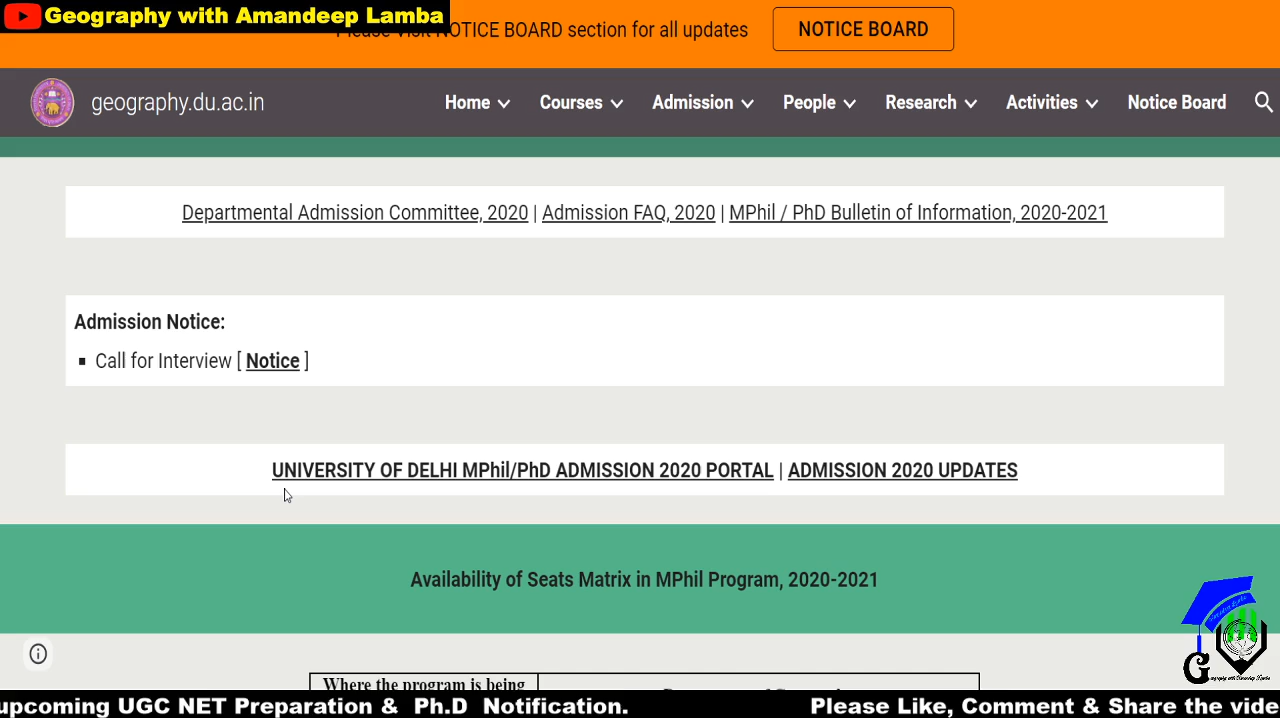 Geography with Amandeep Lamba
Please visit NOTICE BOARD section for all updates
NOTICE BOARD
geography.du.ac.in
Home
Courses
Admission
People
Research
Activities
Notice Board
Departmental Admission Committee, 2020 | Admission FAQ, 2020 | MPhil / PhD Bulletin of Information, 2020-2021
Admission Notice:
▪ Call for Interview [ Notice ]
UNIVERSITY OF DELHI MPhil/PhD ADMISSION 2020 PORTAL | ADMISSION 2020 UPDATES
Availability of Seats Matrix in MPhil Program, 2020-2021
Where the program is being
upcoming UGC NET Preparation & Ph.D Notification.
Please Like, Comment & Share the vide